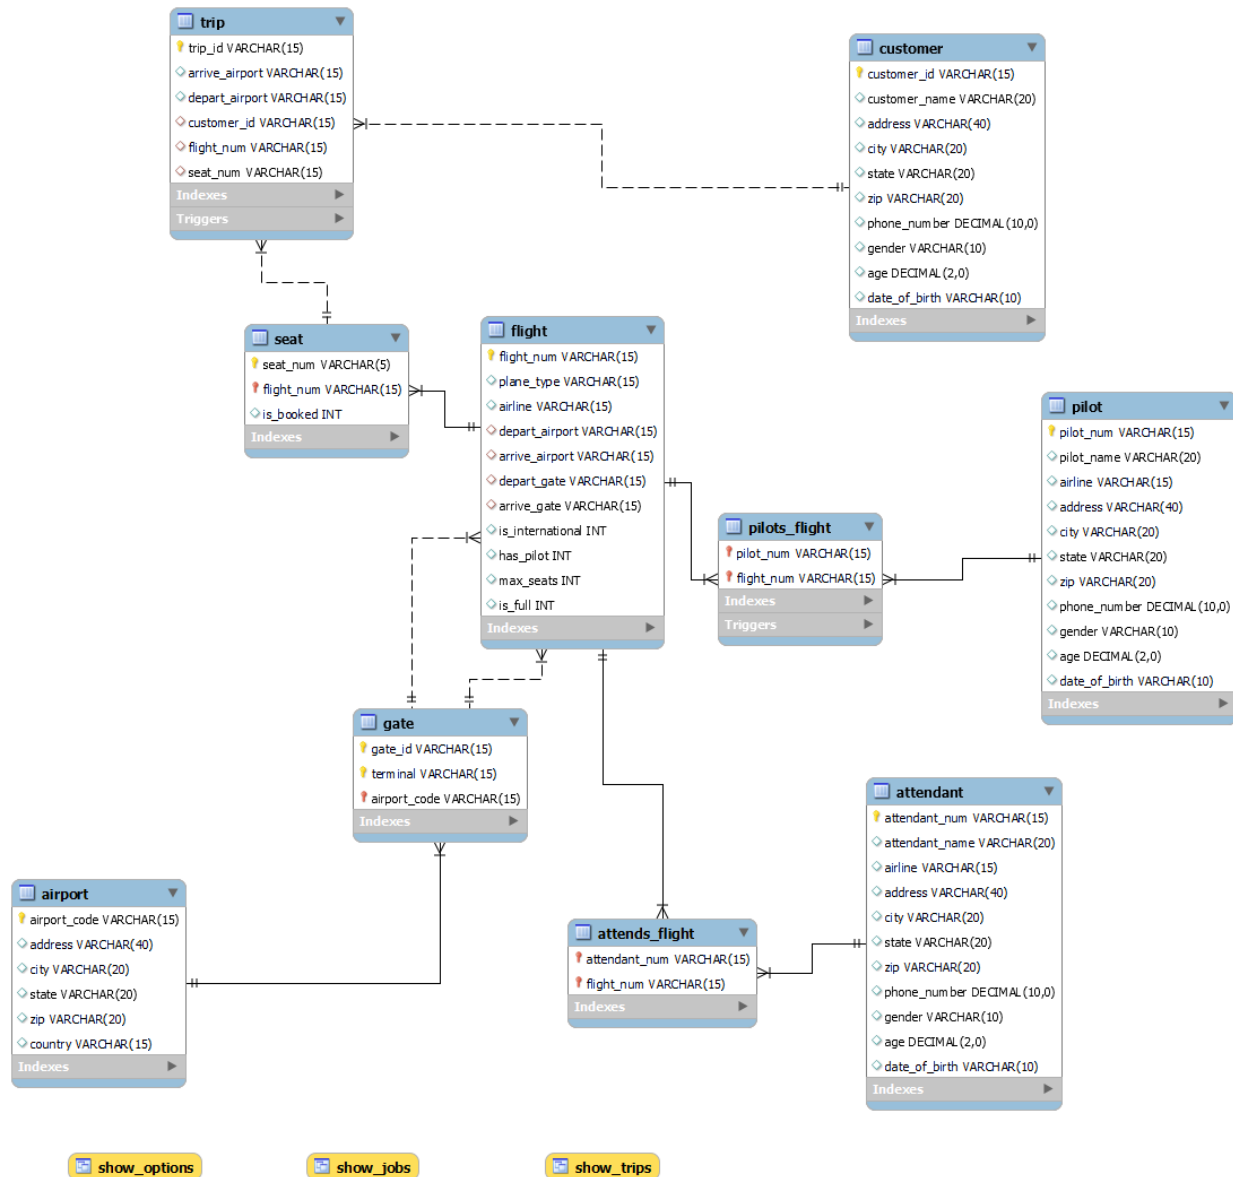 trip
trip_id VARCHAR(15)
arrive_airport VARCHAR(15)
depart_airport VARCHAR(15)
customer_id VARCHAR(15)
flight_num VARCHAR(15)
seat_num VARCHAR(15)
Indexes
Triggers
customer
customer_id VARCHAR(15)
customer_name VARCHAR(20)
address VARCHAR(40)
city VARCHAR(20)
state VARCHAR(20)
zip VARCHAR(20)
phone_number DECIMAL(10,0)
gender VARCHAR(10)
age DECIMAL(2,0)
date_of_birth VARCHAR(10)
Indexes
seat
seat_num VARCHAR(5)
flight_num VARCHAR(15)
is_booked INT
Indexes
flight
flight_num VARCHAR(15)
plane_type VARCHAR(15)
airline VARCHAR(15)
depart_airport VARCHAR(15)
arrive_airport VARCHAR(15)
depart_gate VARCHAR(15)
arrive_gate VARCHAR(15)
is_international INT
has_pilot INT
max_seats INT
is_full INT
Indexes
pilot
pilot_num VARCHAR(15)
pilot_name VARCHAR(20)
airline VARCHAR(15)
address VARCHAR(40)
city VARCHAR(20)
state VARCHAR(20)
zip VARCHAR(20)
phone_number DECIMAL(10,0)
gender VARCHAR(10)
age DECIMAL(2,0)
date_of_birth VARCHAR(10)
Indexes
pilots_flight
pilot_num VARCHAR(15)
flight_num VARCHAR(15)
Indexes
Triggers
gate
gate_id VARCHAR(15)
terminal VARCHAR(15)
airport_code VARCHAR(15)
Indexes
attendant
attendant_num VARCHAR(15)
attendant_name VARCHAR(20)
airline VARCHAR(15)
address VARCHAR(40)
city VARCHAR(20)
state VARCHAR(20)
zip VARCHAR(20)
phone_number DECIMAL(10,0)
gender VARCHAR(10)
age DECIMAL(2,0)
date_of_birth VARCHAR(10)
Indexes
airport
airport_code VARCHAR(15)
address VARCHAR(40)
city VARCHAR(20)
state VARCHAR(20)
zip VARCHAR(20)
country VARCHAR(15)
Indexes
attends_flight
attendant_num VARCHAR(15)
flight_num VARCHAR(15)
Indexes
show_options
show_jobs
show_trips